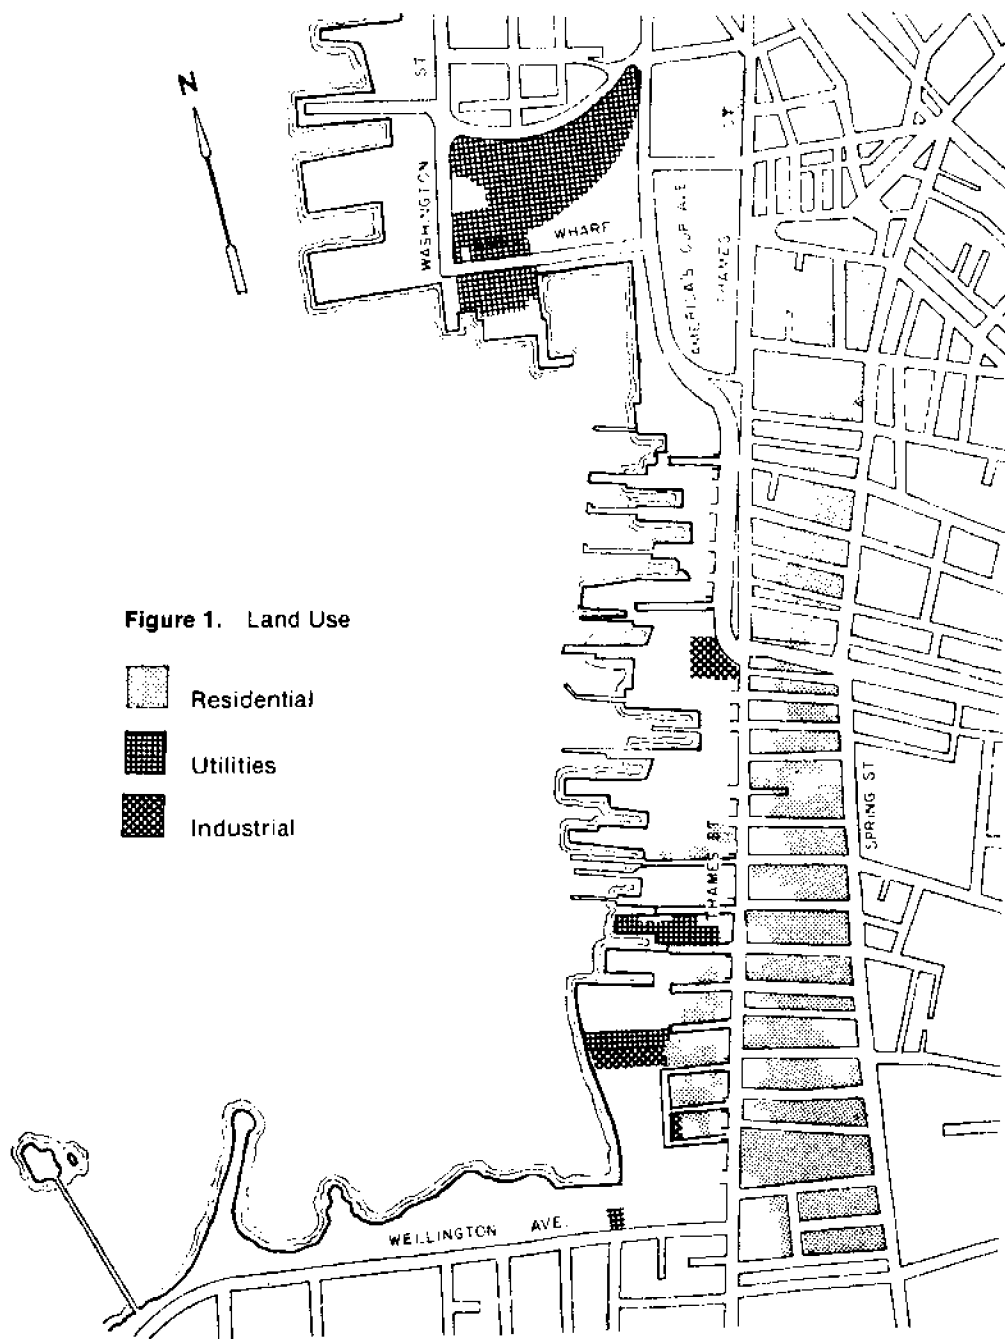 N
ST
WASHINGTON
WHARF
AMERICA'S CUP AVE
THAMES
ST
Figure 1. Land Use
Residential
Utilities
Industrial
SPRING ST
THAMES ST
WELLINGTON AVE.